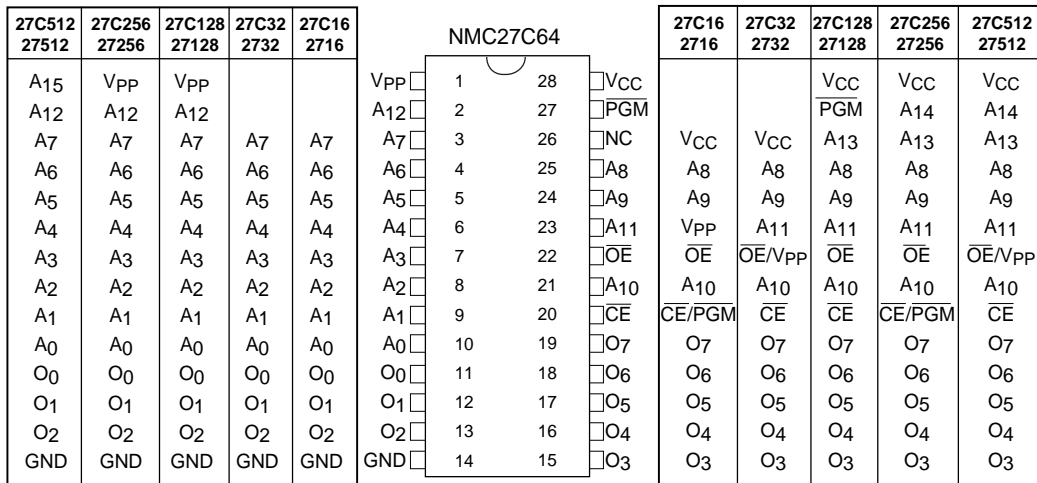 27C512 27C256 27C128 27C32 27C16 NMC27C64 27C16 27C32 27C128 27C256 27C512
27512 27256 27128 2732 2716 2716 2732 27128 27256 27512
A15 VPP VPP VPP 1 28 VCC VCC VCC VCC
A12 A12 A12 A12 2 27 PGM PGM A14 A14
A7 A7 A7 A7 A7 A7 3 26 NC VCC VCC A13 A13 A13
A6 A6 A6 A6 A6 A6 4 25 A8 A8 A8 A8 A8 A8
A5 A5 A5 A5 A5 A5 5 24 A9 A9 A9 A9 A9 A9
A4 A4 A4 A4 A4 A4 6 23 A11 VPP A11 A11 A11 A11
A3 A3 A3 A3 A3 A3 7 22 OE OE OE/VPP OE OE OE/VPP
A2 A2 A2 A2 A2 A2 8 21 A10 A10 A10 A10 A10 A10
A1 A1 A1 A1 A1 A1 9 20 CE CE/PGM CE CE CE/PGM CE
A0 A0 A0 A0 A0 A0 10 19 O7 O7 O7 O7 O7 O7
O0 O0 O0 O0 O0 O0 11 18 O6 O6 O6 O6 O6 O6
O1 O1 O1 O1 O1 O1 12 17 O5 O5 O5 O5 O5 O5
O2 O2 O2 O2 O2 O2 13 16 O4 O4 O4 O4 O4 O4
GND GND GND GND GND GND 14 15 O3 O3 O3 O3 O3 O3